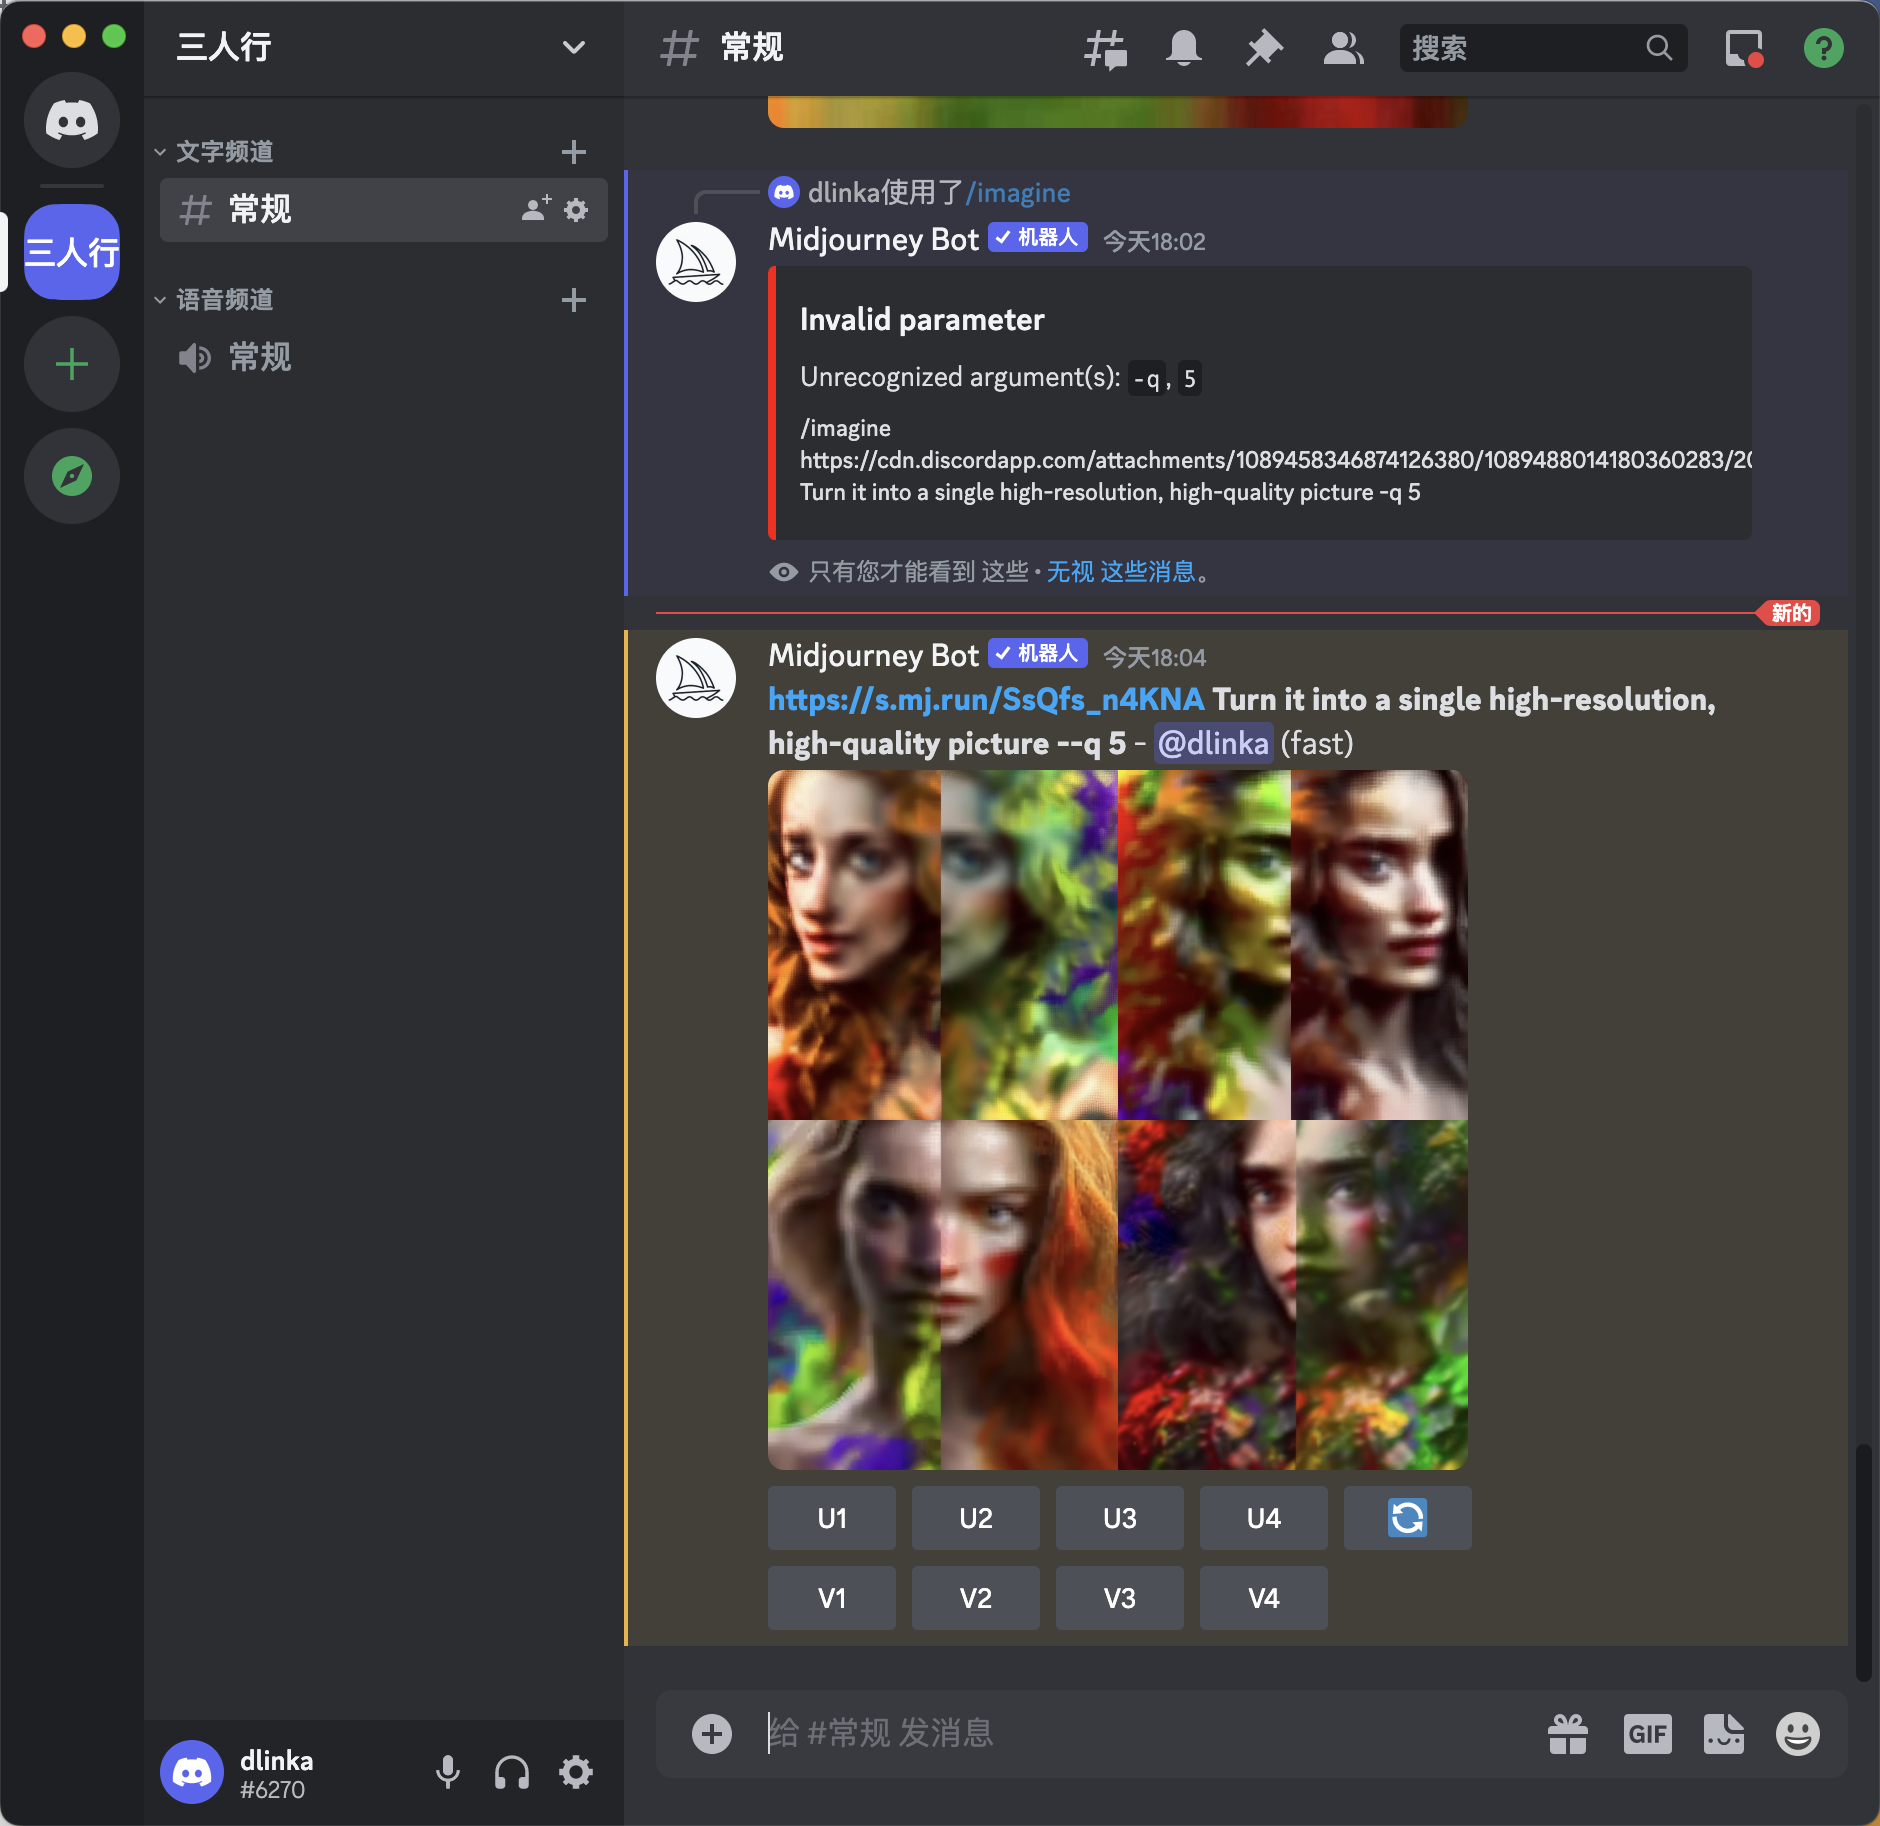 三人行
常规
搜索
三人行
文字频道
常规
语音频道
常规
dlinka使用了/imagine
Midjourney Bot 机器人 今天18:02
Invalid parameter
Unrecognized argument(s): -q, 5
/imagine
https://cdn.discordapp.com/attachments/1089458346874126380/1089488014180360283/20
Turn it into a single high-resolution, high-quality picture -q 5
只有您才能看到 这些 • 无视 这些消息。
新的
Midjourney Bot 机器人 今天18:04
https://s.mj.run/SsQfs_n4KNA Turn it into a single high-resolution,
high-quality picture --q 5 - @dlinka (fast)
U1 U2 U3 U4
V1 V2 V3 V4
给 #常规 发消息
GIF
dlinka
#6270